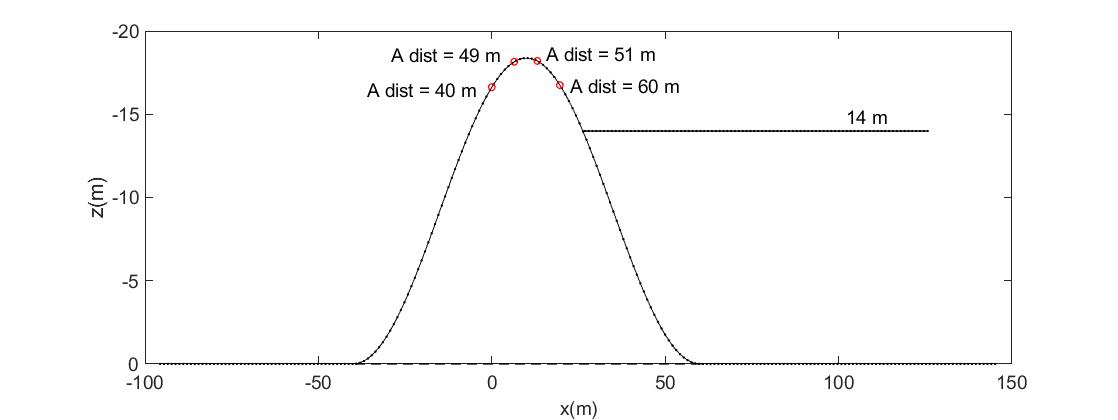 -20
A dist = 49 m
A dist = 51 m
A dist = 40 m
A dist = 60 m
-15
14 m
-10
z(m)
-5
0
-100
-50
0
50
100
150
x(m)